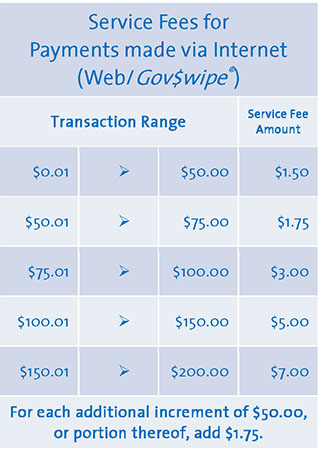 Service Fees for
Payments made via Internet
(Web/Gov$wipe®)
Transaction Range
Service Fee
Amount
$0.01 ➢ $50.00 $1.50
$50.01 ➢ $75.00 $1.75
$75.01 ➢ $100.00 $3.00
$100.01 ➢ $150.00 $5.00
$150.01 ➢ $200.00 $7.00
For each additional increment of $50.00,
or portion thereof, add $1.75.